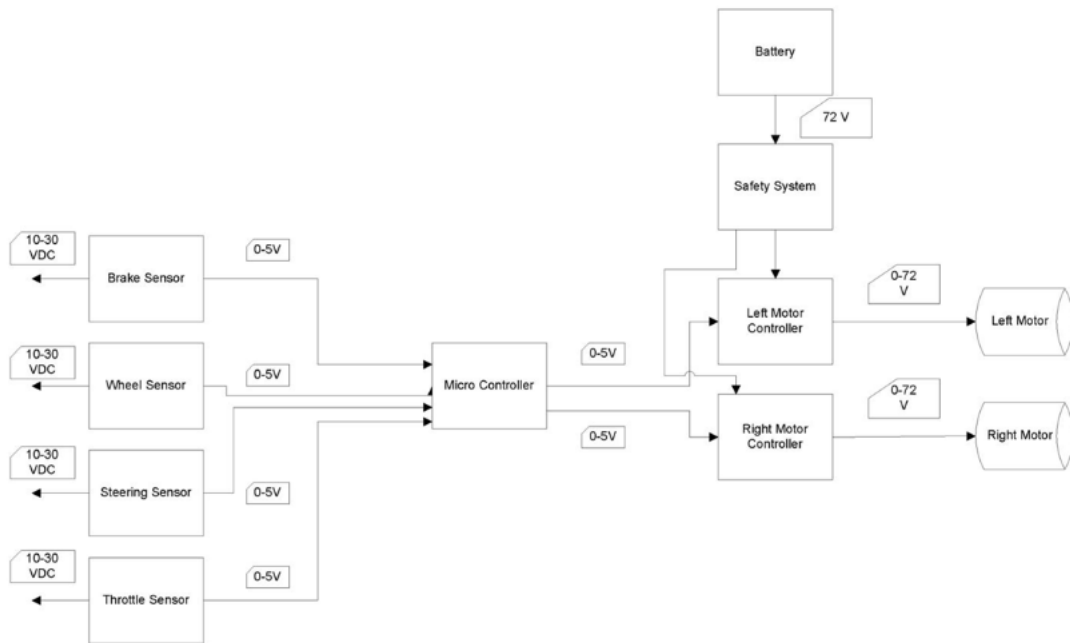 Battery
72 V
Safety System
10-30
VDC
Brake Sensor
0-5V
0-72
V
Left Motor
Controller
Left Motor
10-30
VDC
Wheel Sensor
0-5V
Micro Controller
0-5V
0-72
V
0-5V
Right Motor
Controller
Right Motor
10-30
VDC
Steering Sensor
0-5V
10-30
VDC
Throttle Sensor
0-5V